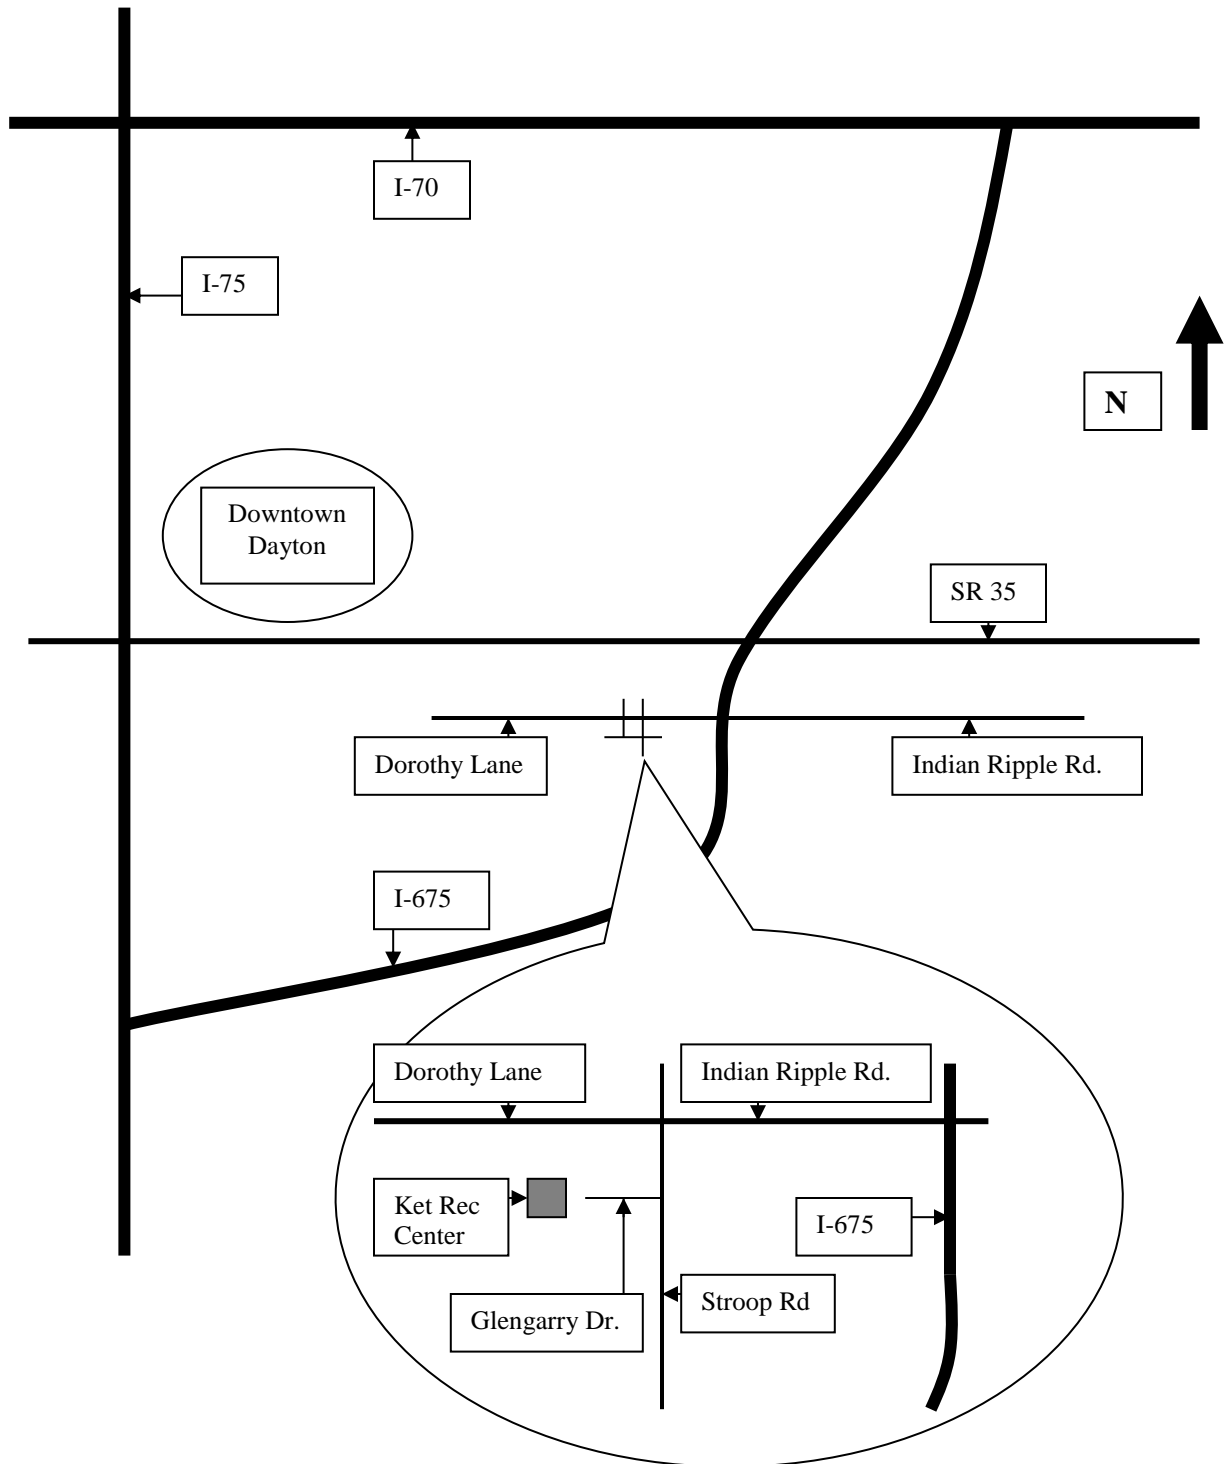 I-70
I-75
N
Downtown
Dayton
SR 35
Dorothy Lane
Indian Ripple Rd.
I-675
Dorothy Lane
Indian Ripple Rd.
Ket Rec
Center
I-675
Stroop Rd
Glengarry Dr.